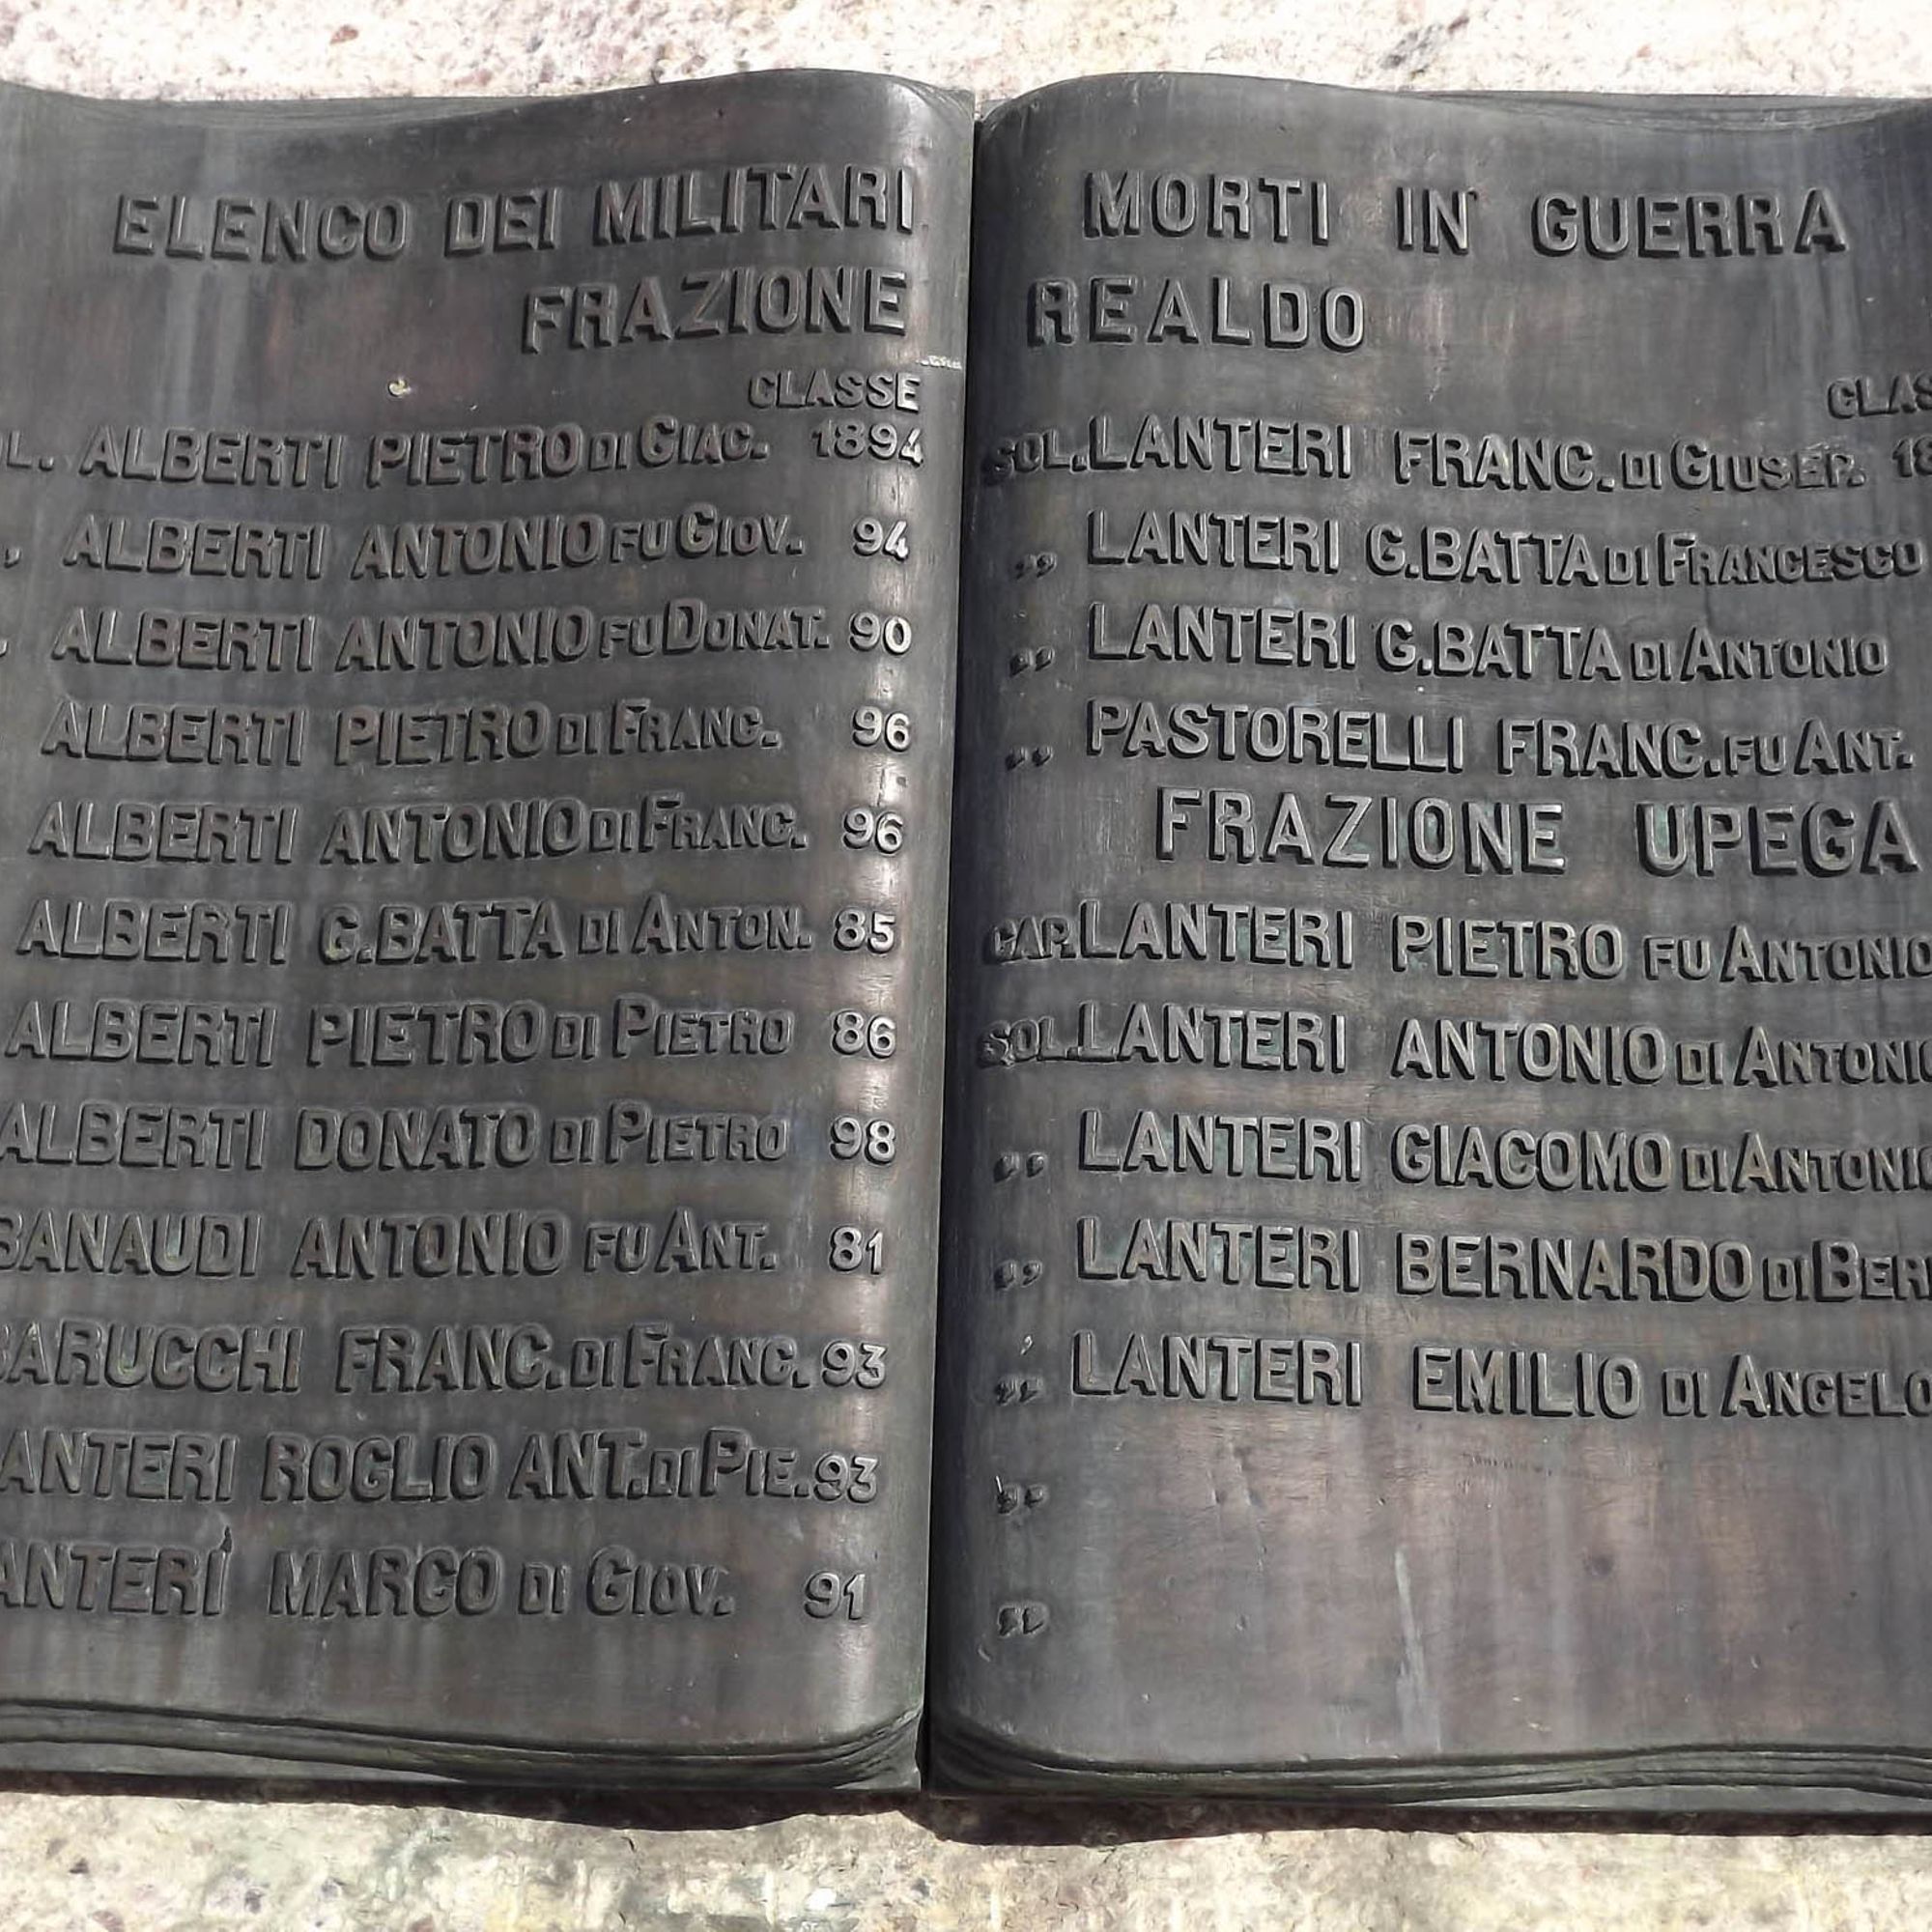 ELENCO DEI MILITARI
FRAZIONE
CLASSE
ALBERTI PIETRO DI GIAC. 1894
ALBERTI ANTONIO FU GIOV. 94
ALBERTI ANTONIO FU DONAT. 90
ALBERTI PIETRO DI FRANC. 96
ALBERTI ANTONIO DI FRANC. 96
ALBERTI G.BATTA DI ANTON. 85
ALBERTI PIETRO DI PIETRO 86
ALBERTI DONATO DI PIETRO 98
BANAUDI ANTONIO FU ANT. 81
FRANC. DI FRANC. 93
ROGLIO ANT. DI PIE. 93
MARCO DI GIOV. 91
MORTI IN GUERRA
REALDO
SOL. LANTERI FRANC. DI GIUSEP.
„ LANTERI G.BATTA DI FRANCESCO
„ LANTERI G.BATTA DI ANTONIO
„ PASTORELLI FRANC. FU ANT.
FRAZIONE UPEGA
CAP. LANTERI PIETRO FU ANTONIO
SOL. LANTERI ANTONIO DI ANTONIO
„ LANTERI GIACOMO DI ANTONIO
„ LANTERI BERNARDO DI
„ LANTERI EMILIO DI ANGELO
„
„